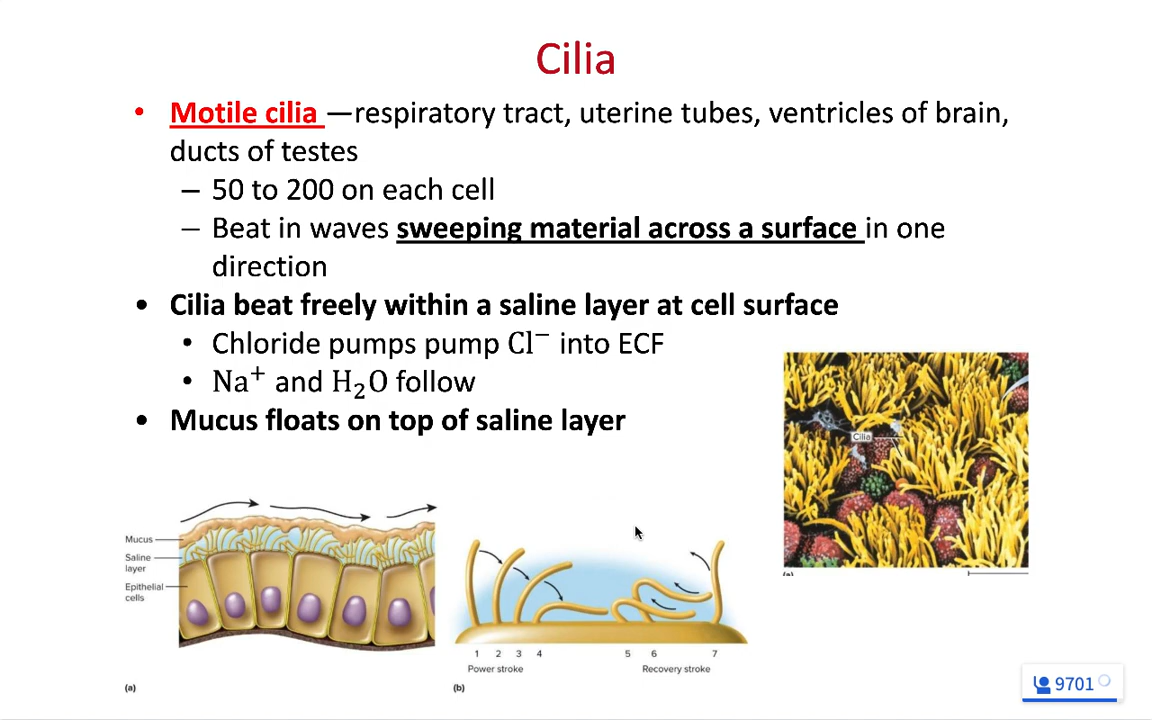 Cilia
• Motile cilia —respiratory tract, uterine tubes, ventricles of brain,
ducts of testes
– 50 to 200 on each cell
– Beat in waves sweeping material across a surface in one
direction
• Cilia beat freely within a saline layer at cell surface
• Chloride pumps pump Cl⁻ into ECF
• Na⁺ and H₂O follow
• Mucus floats on top of saline layer
Cilia
(a)
Mucus
Saline
layer
Epithelial
cells
1 2 3 4 5 6 7
Power stroke Recovery stroke
(a) (b)
9701